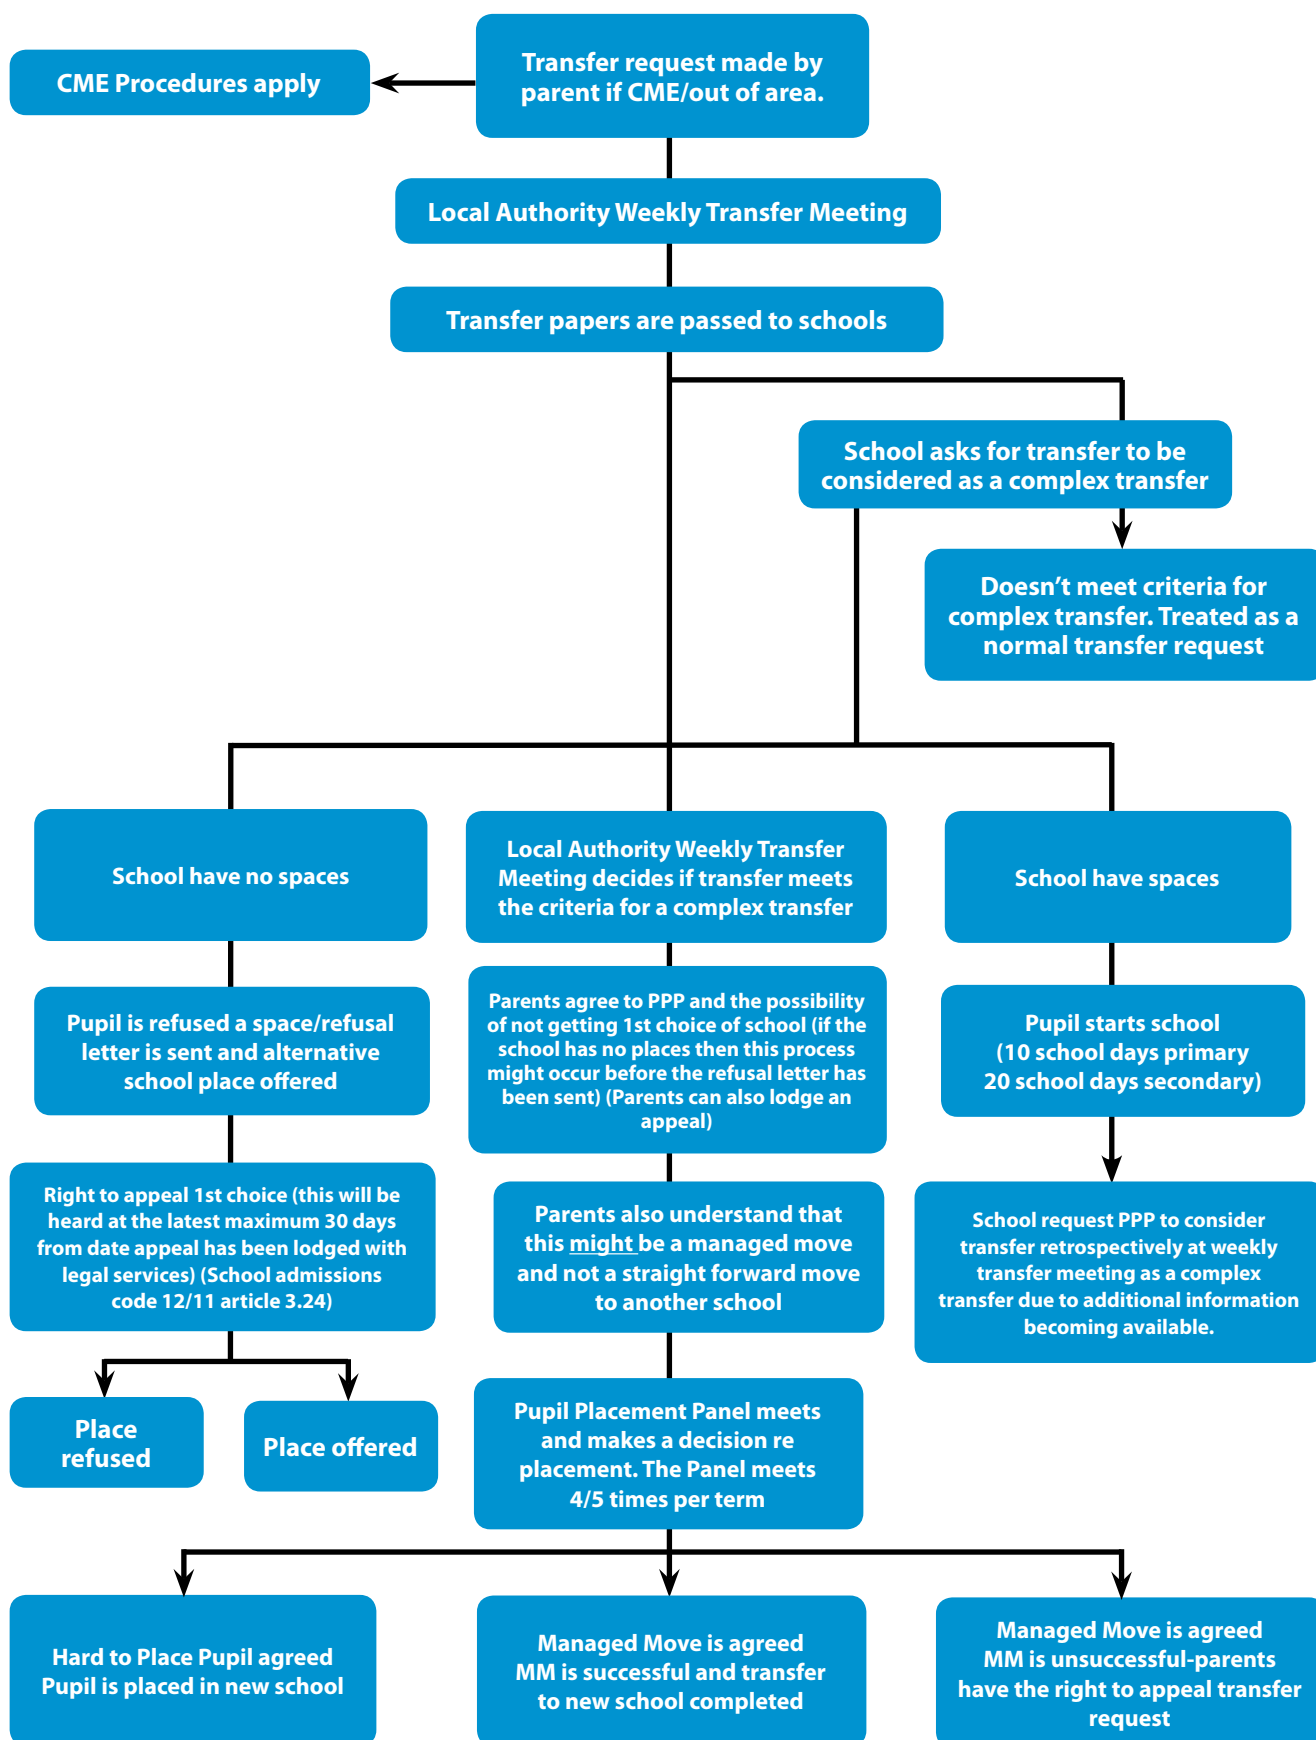 Transfer request made by
parent if CME/out of area.
CME Procedures apply
Local Authority Weekly Transfer Meeting
Transfer papers are passed to schools
School asks for transfer to be
considered as a complex transfer
Doesn’t meet criteria for
complex transfer. Treated as a
normal transfer request
School have no spaces
Pupil is refused a space/refusal
letter is sent and alternative
school place offered
Right to appeal 1st choice (this will be
heard at the latest maximum 30 days
from date appeal has been lodged with
legal services) (School admissions
code 12/11 article 3.24)
Place
refused
Place offered
Local Authority Weekly Transfer
Meeting decides if transfer meets
the criteria for a complex transfer
Parents agree to PPP and the possibility
of not getting 1st choice of school (if the
school has no places then this process
might occur before the refusal letter has
been sent) (Parents can also lodge an
appeal)
Parents also understand that
this might be a managed move
and not a straight forward move
to another school
Pupil Placement Panel meets
and makes a decision re
placement. The Panel meets
4/5 times per term
School have spaces
Pupil starts school
(10 school days primary
20 school days secondary)
School request PPP to consider
transfer retrospectively at weekly
transfer meeting as a complex
transfer due to additional information
becoming available.
Hard to Place Pupil agreed
Pupil is placed in new school
Managed Move is agreed
MM is successful and transfer
to new school completed
Managed Move is agreed
MM is unsuccessful-parents
have the right to appeal transfer
request